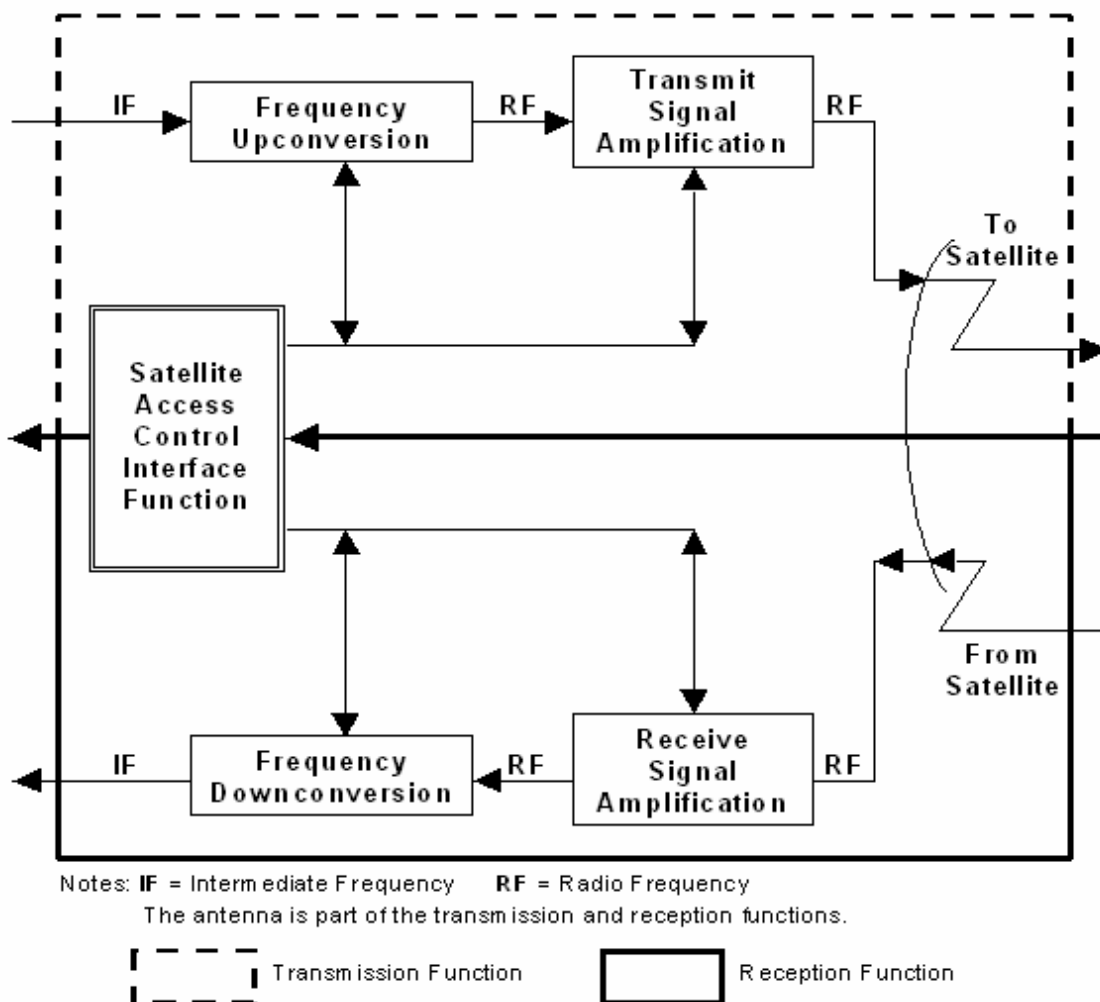 IF
Frequency
Upconversion
RF
Transmit
Signal
Amplification
RF
To
Satellite
Satellite
Access
Control
Interface
Function
From
Satellite
IF
Frequency
Downconversion
RF
Receive
Signal
Amplification
RF
Notes: IF = Intermediate Frequency RF = Radio Frequency
The antenna is part of the transmission and reception functions.
Transmission Function
Reception Function